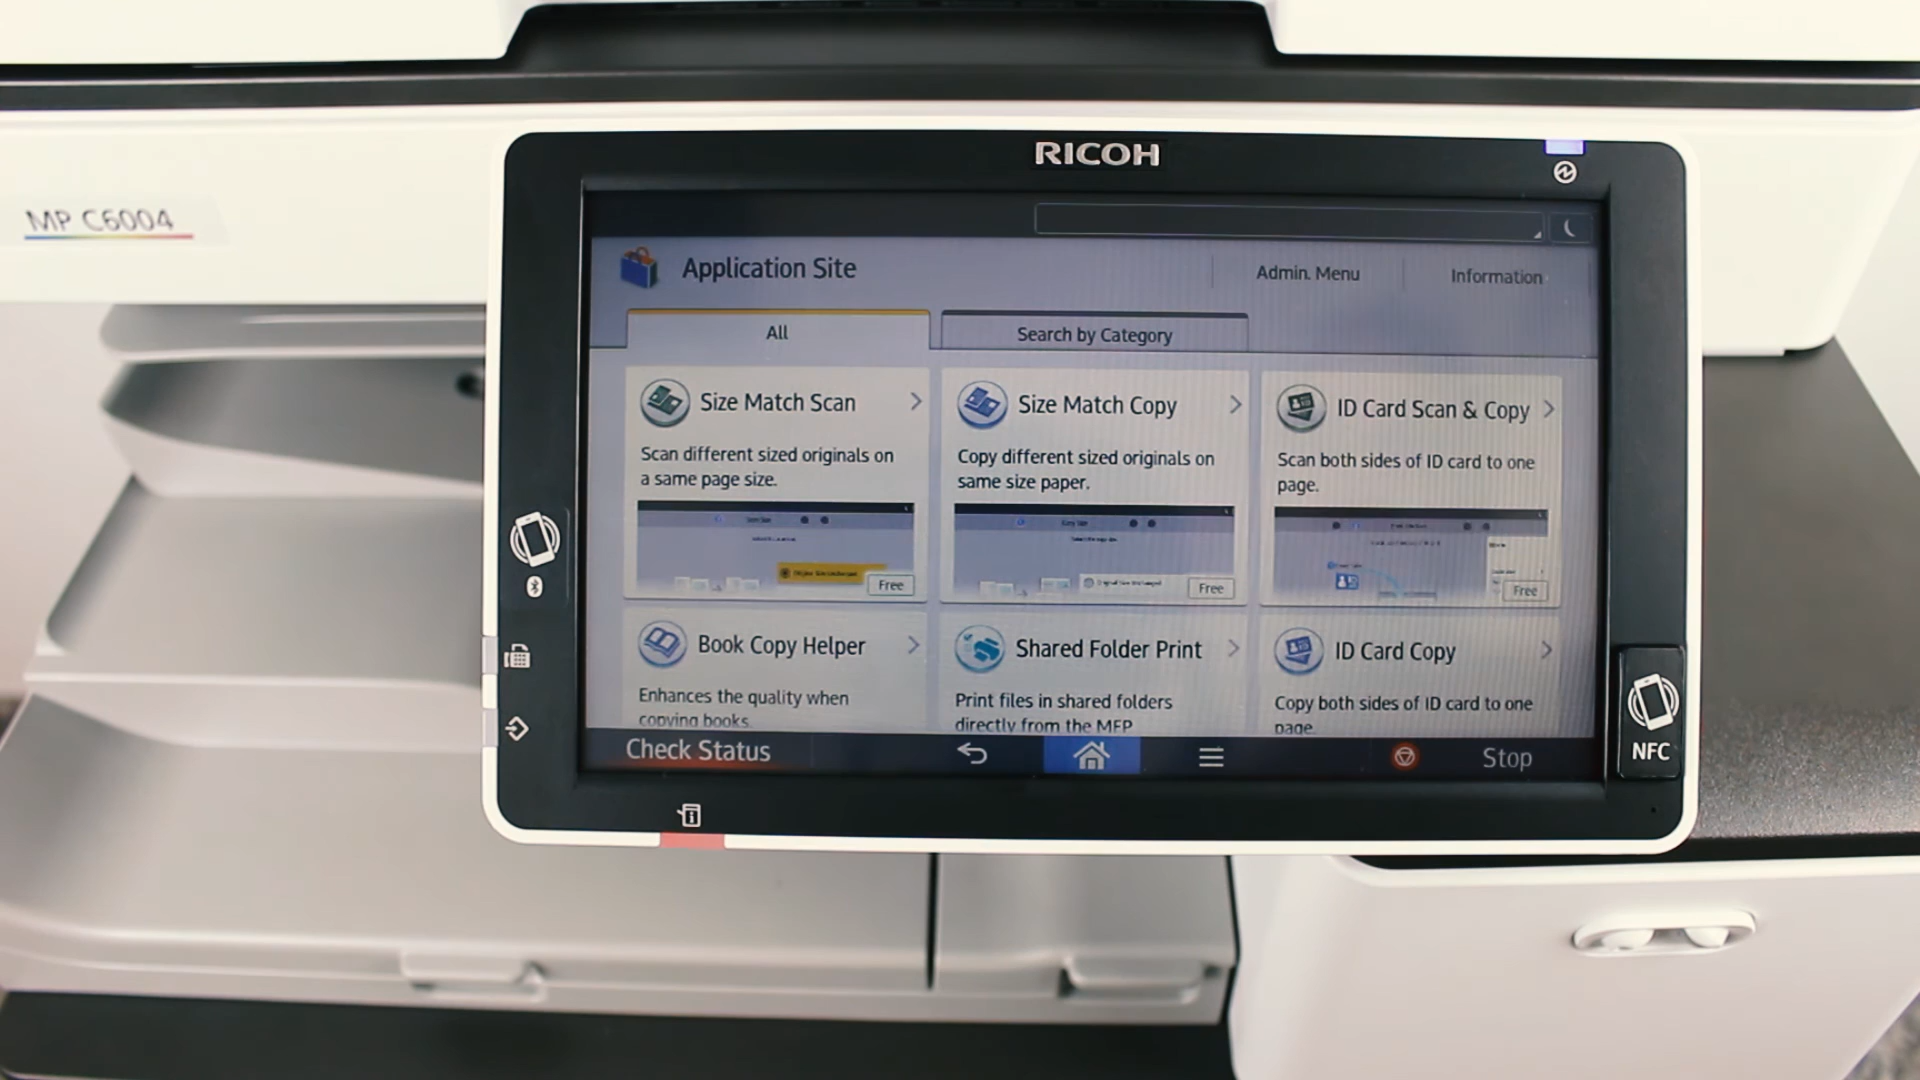 RICOH
MP C6004
Application Site
Admin. Menu
Information
All
Search by Category
Size Match Scan
Scan different sized originals on
a same page size.
Free
Size Match Copy
Copy different sized originals on
same size paper.
Free
ID Card Scan & Copy
Scan both sides of ID card to one
page.
Free
Book Copy Helper
Enhances the quality when
copying books.
Shared Folder Print
Print files in shared folders
directly from the MFP
ID Card Copy
Copy both sides of ID card to one
page.
Check Status
Stop
NFC